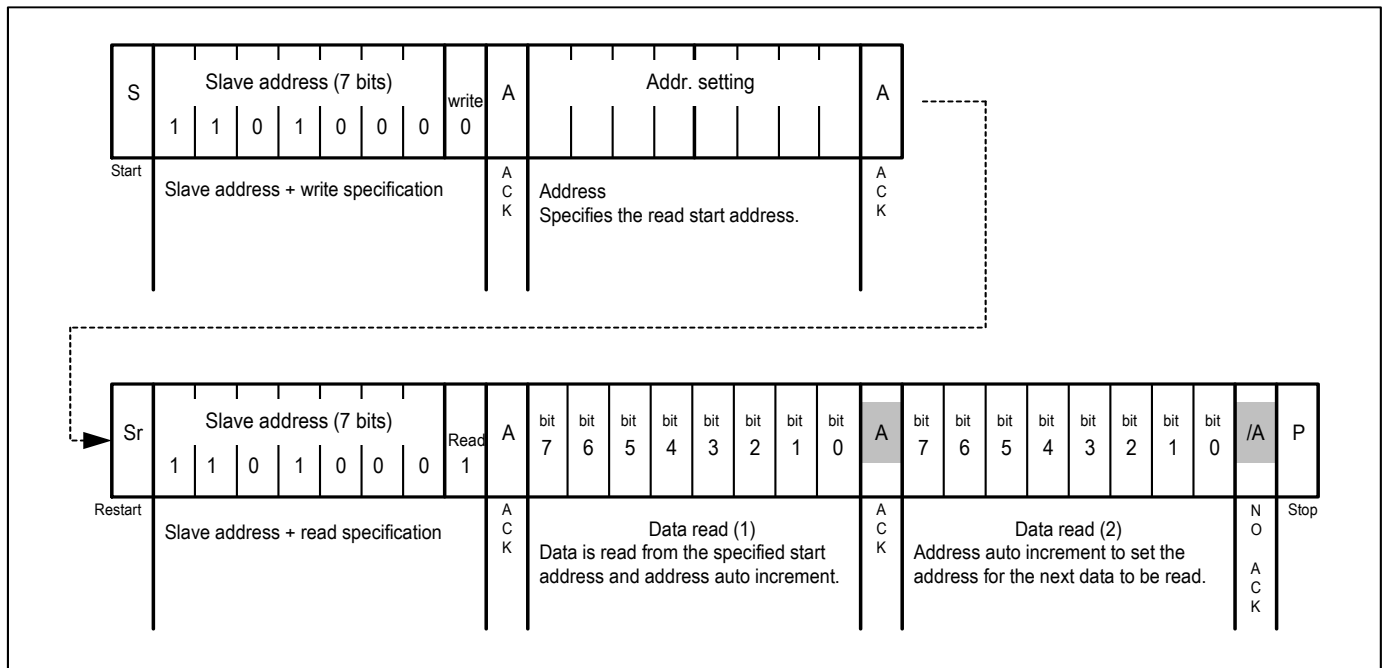 S
Slave address (7 bits)
write
A
Addr. setting
A
1 1 0 1 0 0 0 0
Start
Slave address + write specification
A
C
K
Address
Specifies the read start address.
A
C
K
Sr
Slave address (7 bits)
Read
A
bit bit bit bit bit bit bit bit
7 6 5 4 3 2 1 0
A
bit bit bit bit bit bit bit bit
7 6 5 4 3 2 1 0
/A
P
1 1 0 1 0 0 0 1
Restart
Slave address + read specification
A
C
K
Data read (1)
Data is read from the specified start
address and address auto increment.
A
C
K
Data read (2)
Address auto increment to set the
address for the next data to be read.
N
O
A
C
K
Stop